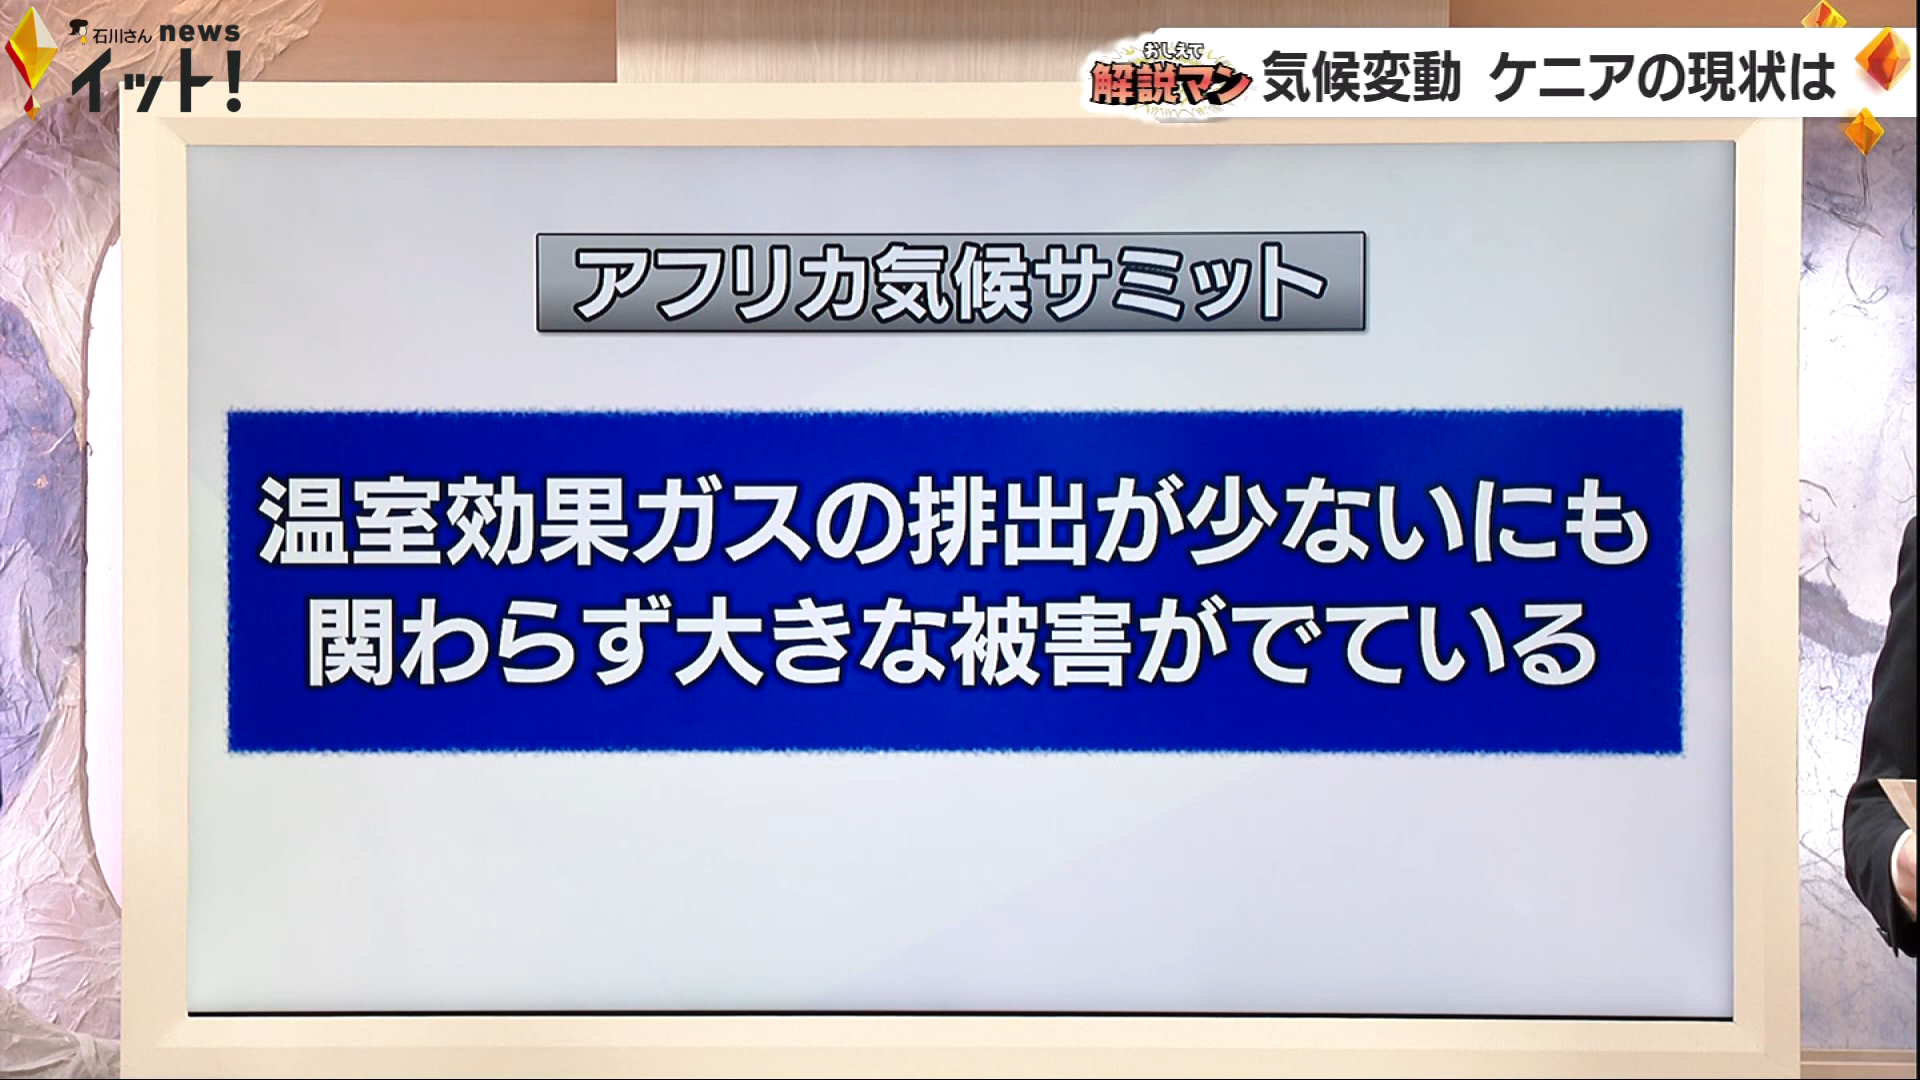 石川さん news
イット!
おしえて
解説マン
気候変動 ケニアの現状は
アフリカ気候サミット
温室効果ガスの排出が少ないにも
関わらず大きな被害がでている